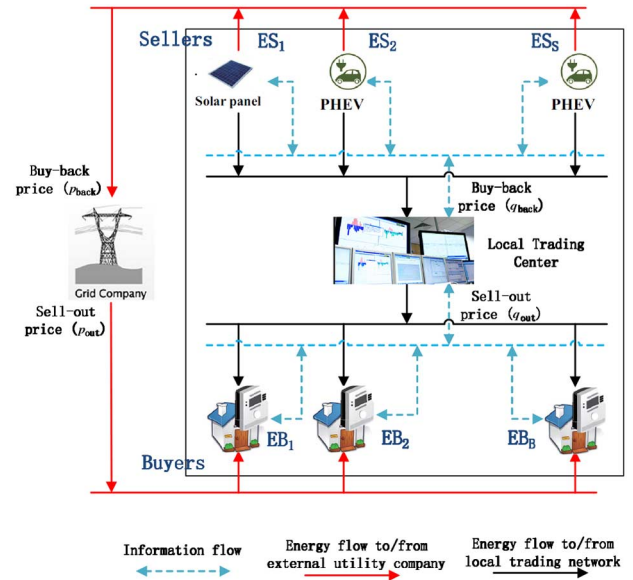 Sellers
ES1
ES2
ESS
Solar panel
PHEV
PHEV
Buy-back
price (pback)
Buy-back
price (qback)
Grid Company
Local Trading
Center
Sell-out
price (pout)
Sell-out
price (qout)
EB1
EB2
EBB
Buyers
Information flow
Energy flow to/from
external utility company
Energy flow to/from
local trading network